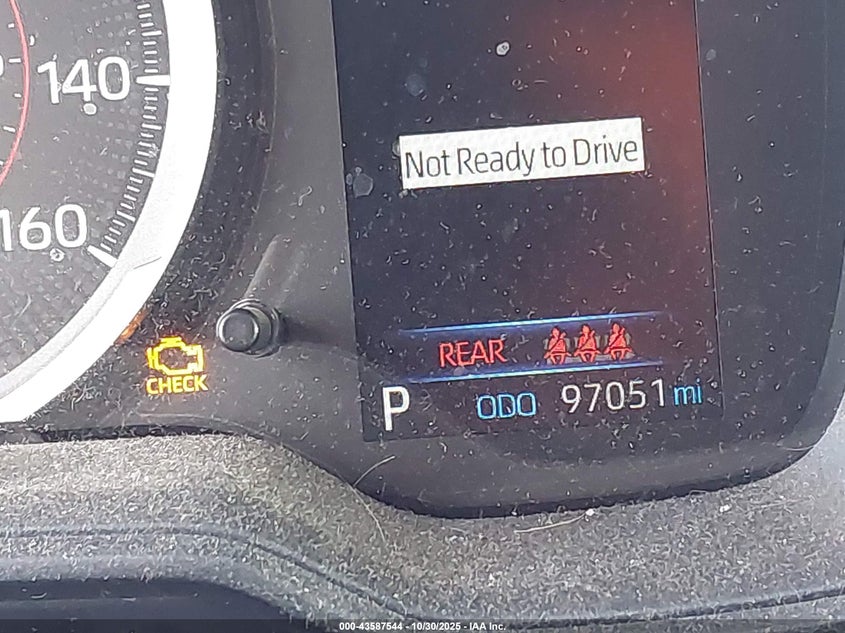 140
160
Not Ready to Drive
CHECK
REAR
P ODO 97051 mi
000-43587544 - 10/30/2025 - IAA Inc.